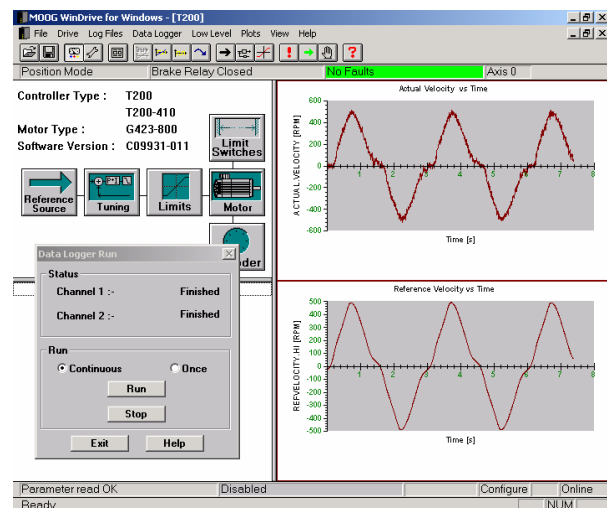 MOOG WinDrive for Windows - [T200]
File Drive Log Files Data Logger Low Level Plots View Help
Position Mode Brake Relay Closed No Faults Axis 0
Controller Type : T200
T200-410
Motor Type : G423-800
Software Version : C09931-011
Limit Switches
Reference Source
Tuning
Limits
Motor
oder
Data Logger Run
Status
Channel 1 :- Finished
Channel 2 :- Finished
Run
Continuous Once
Run
Stop
Exit Help
Actual Velocity vs Time
ACTUAL VELOCITY [RPM]
600
400
200
0
-200
-400
-600
1 2 3 4 5 6 7 8
Time [s]
Reference Velocity vs Time
REFVELOCITY.HI [RPM]
500
400
300
200
100
0
-100
-200
-300
-400
-500
1 2 3 4 5 6 7 8
Time [s]
Parameter read OK Disabled Configure Online
Ready NUM